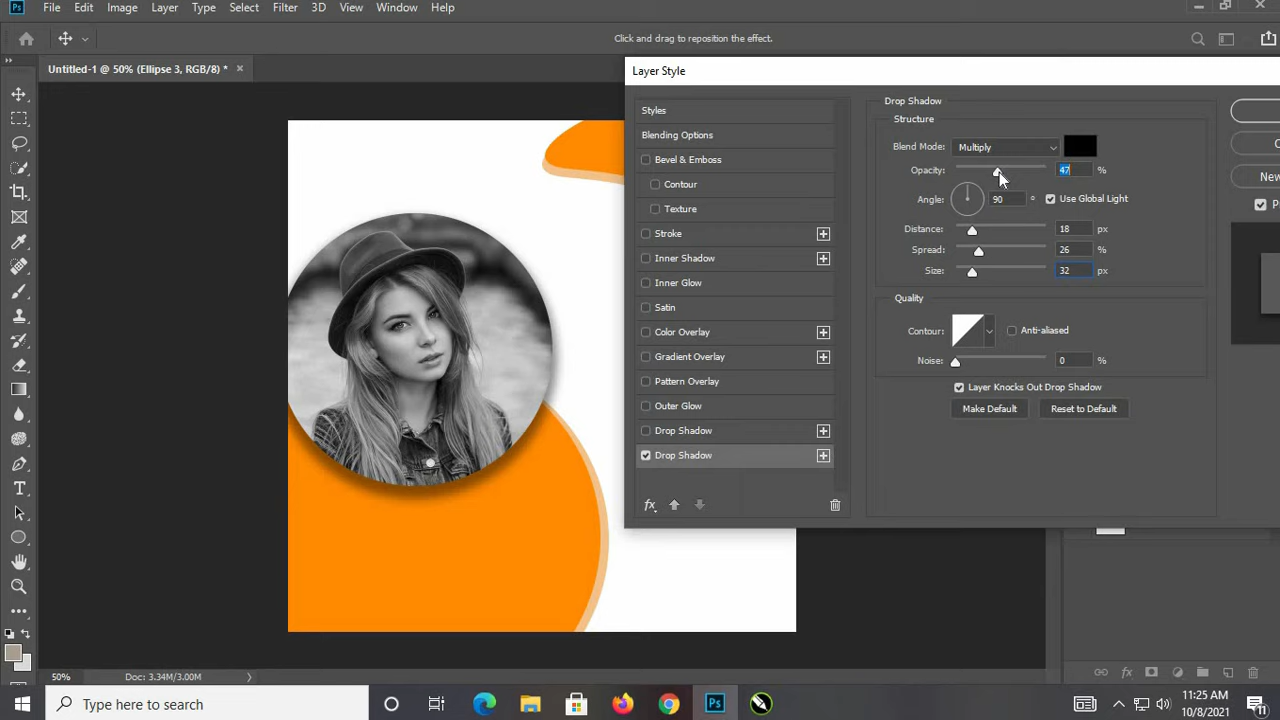 Ps File Edit Image Layer Type Select Filter 3D View Window Help
Click and drag to reposition the effect.
Untitled-1 @ 50% (Ellipse 3, RGB/8) * ×
Layer Style
Styles
Blending Options
Bevel & Emboss
Contour
Texture
Stroke
Inner Shadow
Inner Glow
Satin
Color Overlay
Gradient Overlay
Pattern Overlay
Outer Glow
Drop Shadow
Drop Shadow
fx
Drop Shadow
Structure
Blend Mode: Multiply
Opacity: 47 %
Angle: 90 ° Use Global Light
Distance: 18 px
Spread: 26 %
Size: 32 px
Quality
Contour: Anti-aliased
Noise: 0 %
Layer Knocks Out Drop Shadow
Make Default Reset to Default
C
New
P
T
fx
50% Doc: 3.34M/3.00M
Type here to search
Ps
11:25 AM
10/8/2021
11